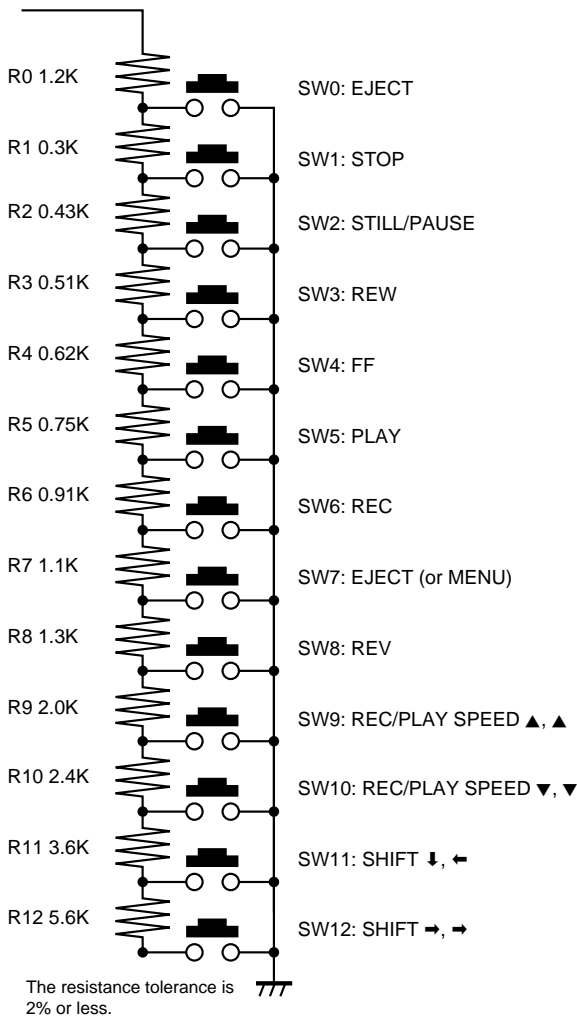 R0 1.2K
SW0: EJECT
R1 0.3K
SW1: STOP
R2 0.43K
SW2: STILL/PAUSE
R3 0.51K
SW3: REW
R4 0.62K
SW4: FF
R5 0.75K
SW5: PLAY
R6 0.91K
SW6: REC
R7 1.1K
SW7: EJECT (or MENU)
R8 1.3K
SW8: REV
R9 2.0K
SW9: REC/PLAY SPEED ▲, ▲
R10 2.4K
SW10: REC/PLAY SPEED ▼, ▼
R11 3.6K
SW11: SHIFT ⬇, ⬅
R12 5.6K
SW12: SHIFT ➡, ➡
The resistance tolerance is
2% or less.